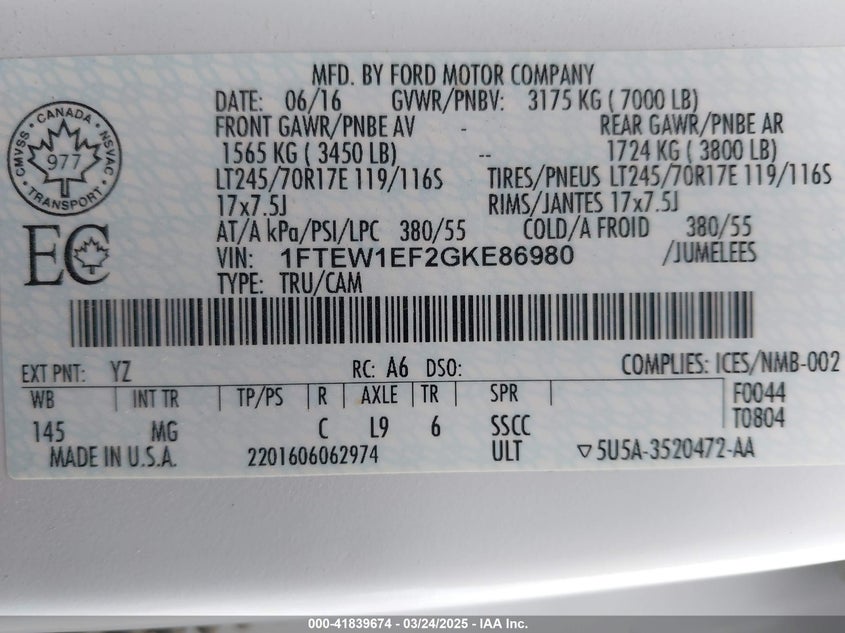 MFD. BY FORD MOTOR COMPANY
DATE: 06/16 GVWR/PNBV: 3175 KG ( 7000 LB)
FRONT GAWR/PNBE AV - REAR GAWR/PNBE AR
1565 KG ( 3450 LB) -- 1724 KG ( 3800 LB)
LT245/70R17E 119/116S TIRES/PNEUS LT245/70R17E 119/116S
17x7.5J RIMS/JANTES 17x7.5J
AT/A kPa/PSI/LPC 380/55 COLD/A FROID 380/55
VIN: 1FTEW1EF2GKE86980 /JUMELEES
TYPE: TRU/CAM
CANADA
CMVSS NSVAC
977
TRANSPORT
EC
EXT PNT: YZ RC: A6 DSO: COMPLIES: ICES/NMB-002
WB INT TR TP/PS R AXLE TR SPR F0044
145 MG C L9 6 SSCC T0804
MADE IN U.S.A. 2201606062974 ULT ▽5U5A-3520472-AA
000-41839674 - 03/24/2025 - IAA Inc.